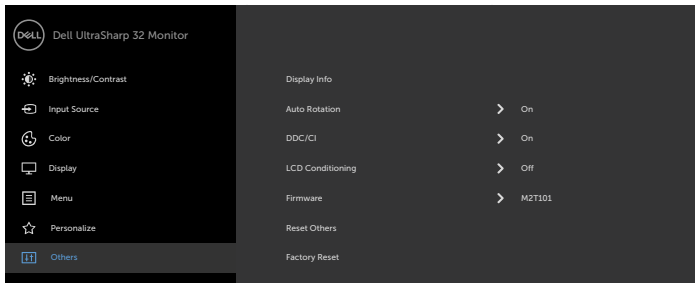 DELL Dell UltraSharp 32 Monitor
Brightness/Contrast Display Info
Input Source Auto Rotation On
Color DDC/CI On
Display LCD Conditioning Off
Menu Firmware M2T101
Personalize Reset Others
Others Factory Reset